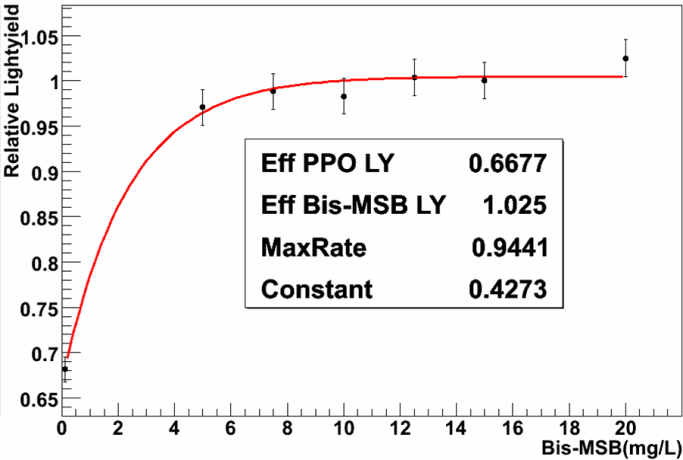 Relative Lightyield
1.05
1
0.95
0.9
0.85
0.8
0.75
0.7
0.65
Eff PPO LY 0.6677
Eff Bis-MSB LY 1.025
MaxRate 0.9441
Constant 0.4273
0 2 4 6 8 10 12 14 16 18 20
Bis-MSB(mg/L)